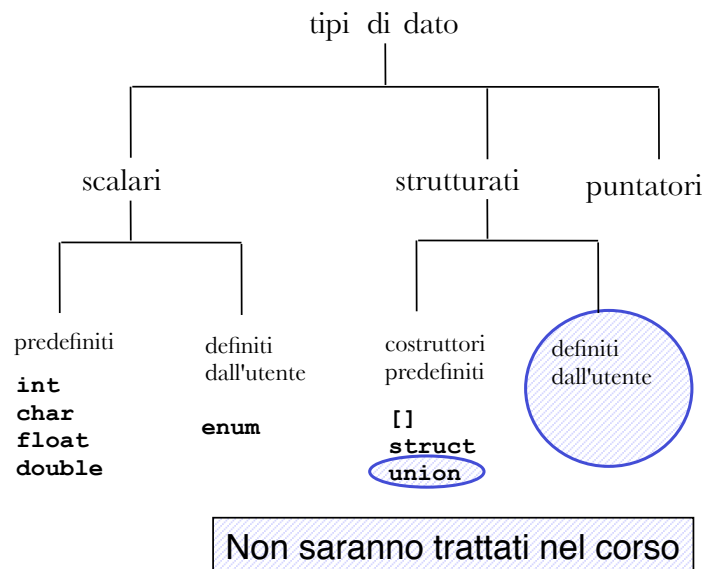 tipi di dato
scalari
strutturati
puntatori
predefiniti
int
char
float
double
definiti
dall'utente
enum
costruttori
predefiniti
[]
struct
union
definiti
dall'utente
Non saranno trattati nel corso